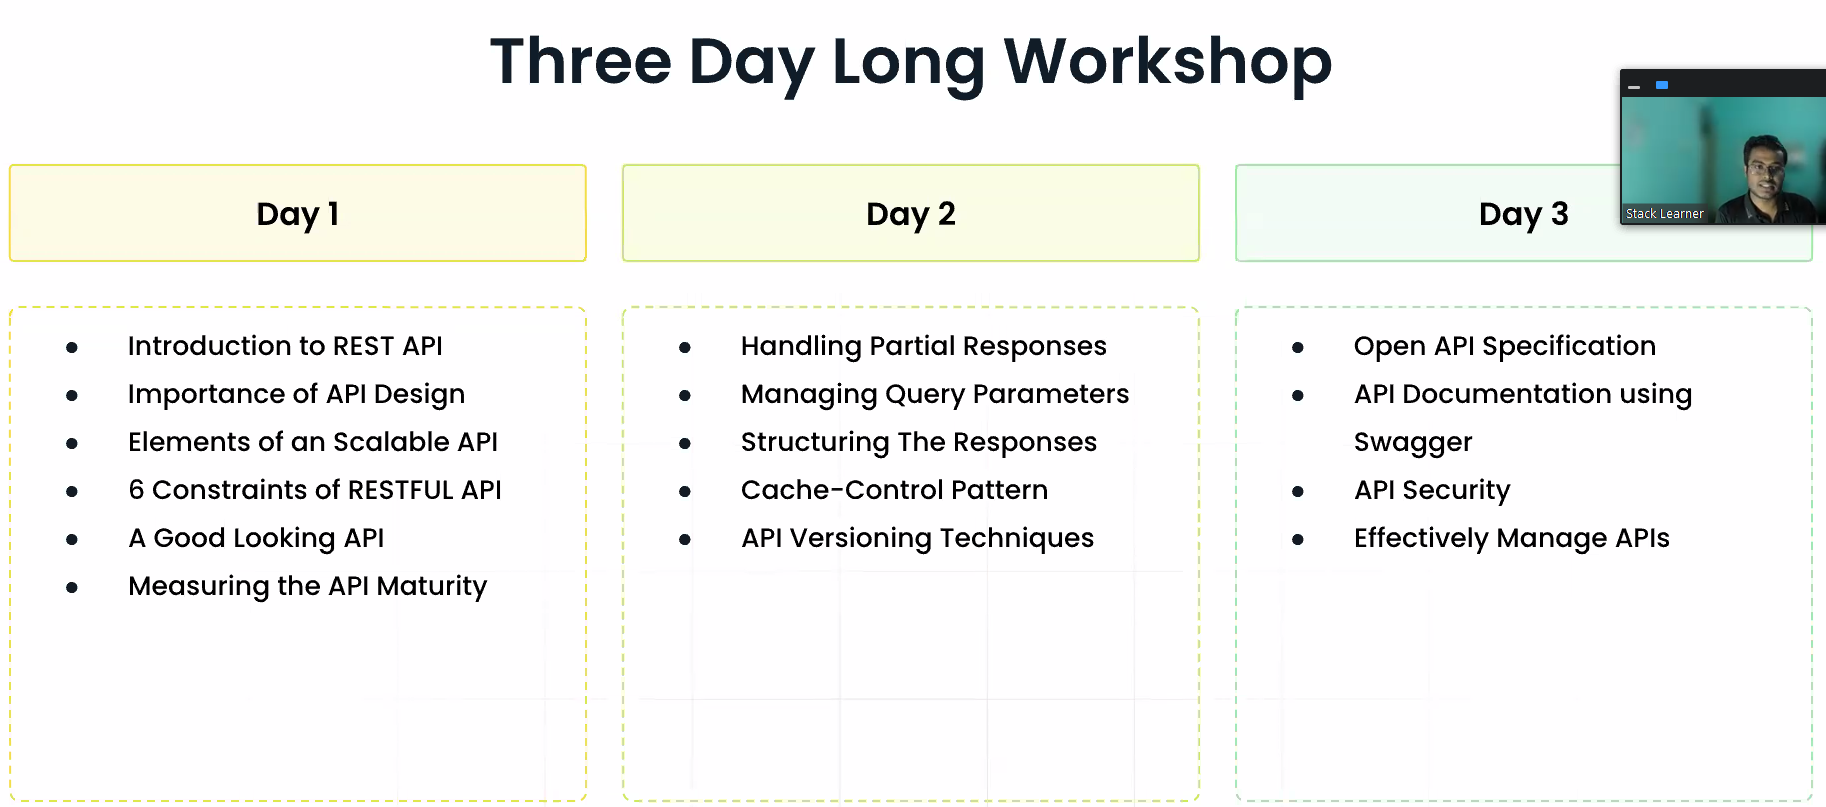 Three Day Long Workshop
Day 1
Introduction to REST API
Importance of API Design
Elements of an Scalable API
6 Constraints of RESTFUL API
A Good Looking API
Measuring the API Maturity
Day 2
Handling Partial Responses
Managing Query Parameters
Structuring The Responses
Cache-Control Pattern
API Versioning Techniques
Day 3
Open API Specification
API Documentation using
Swagger
API Security
Effectively Manage APIs
Stack Learner